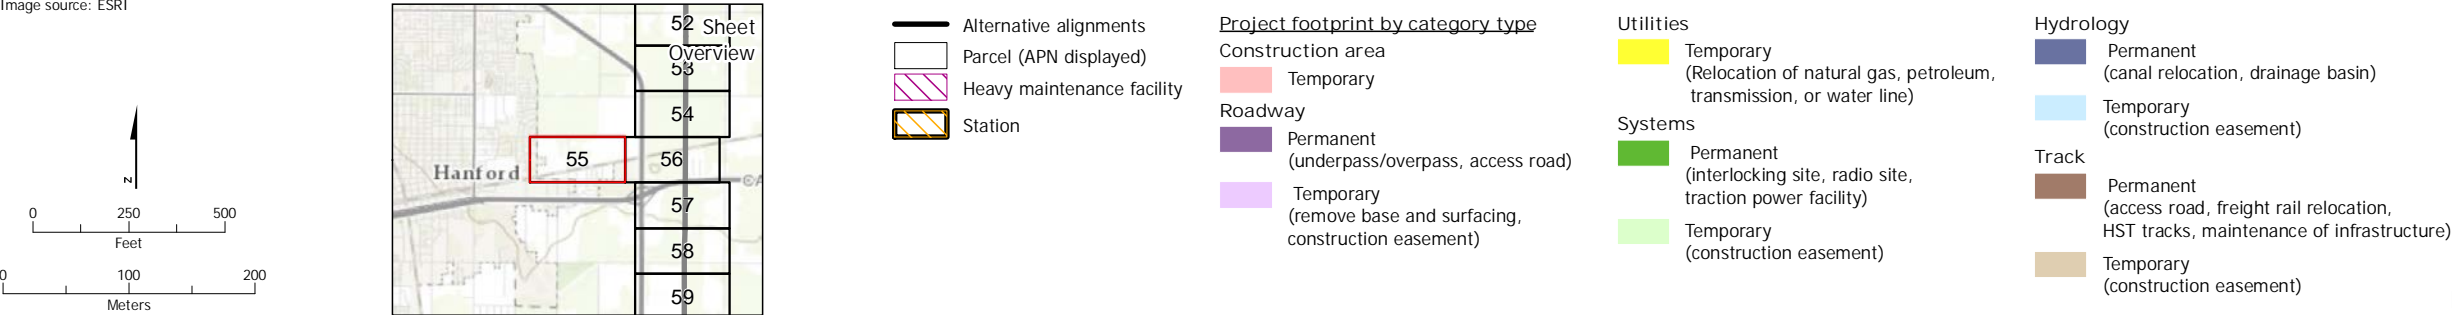 Image source: ESRI
N
0 250 500
Feet
0 100 200
Meters
Sheet
Overview
52
53
54
55
56
57
58
59
Hanford
Alternative alignments
Parcel (APN displayed)
Heavy maintenance facility
Station
Project footprint by category type
Construction area
Temporary
Roadway
Permanent
(underpass/overpass, access road)
Temporary
(remove base and surfacing,
construction easement)
Utilities
Temporary
(Relocation of natural gas, petroleum,
transmission, or water line)
Systems
Permanent
(interlocking site, radio site,
traction power facility)
Temporary
(construction easement)
Hydrology
Permanent
(canal relocation, drainage basin)
Temporary
(construction easement)
Track
Permanent
(access road, freight rail relocation,
HST tracks, maintenance of infrastructure)
Temporary
(construction easement)